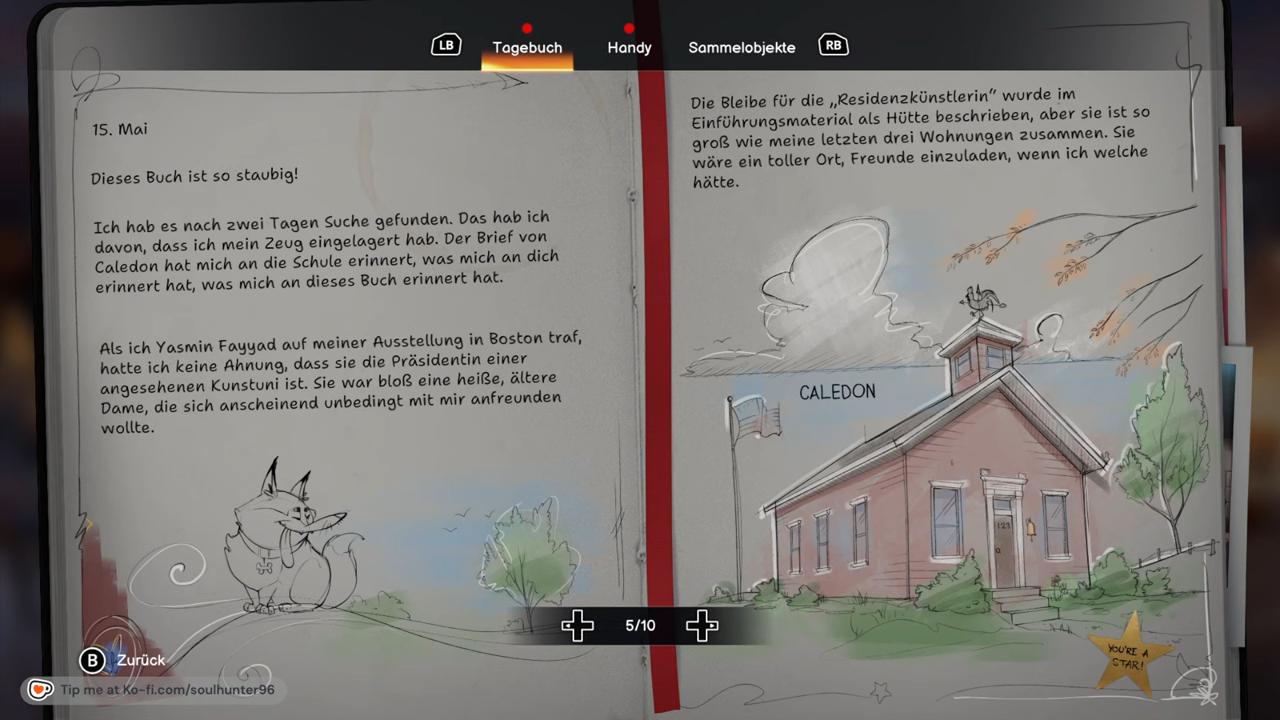 LB Tagebuch Handy Sammelobjekte RB
15. Mai
Dieses Buch ist so staubig!
Ich hab es nach zwei Tagen Suche gefunden. Das hab ich
davon, dass ich mein Zeug eingelagert hab. Der Brief von
Caledon hat mich an die Schule erinnert, was mich an dich
erinnert hat, was mich an dieses Buch erinnert hat.
Als ich Yasmin Fayyad auf meiner Ausstellung in Boston traf,
hatte ich keine Ahnung, dass sie die Präsidentin einer
angesehenen Kunstuni ist. Sie war bloß eine heiße, ältere
Dame, die sich anscheinend unbedingt mit mir anfreunden
wollte.
Die Bleibe für die „Residenzkünstlerin“ wurde im
Einführungsmaterial als Hütte beschrieben, aber sie ist so
groß wie meine letzten drei Wohnungen zusammen. Sie
wäre ein toller Ort, Freunde einzuladen, wenn ich welche
hätte.
CALEDON
123
YOU'RE A
STAR!
5/10
B Zurück
Tip me at Ko-fi.com/soulhunter96